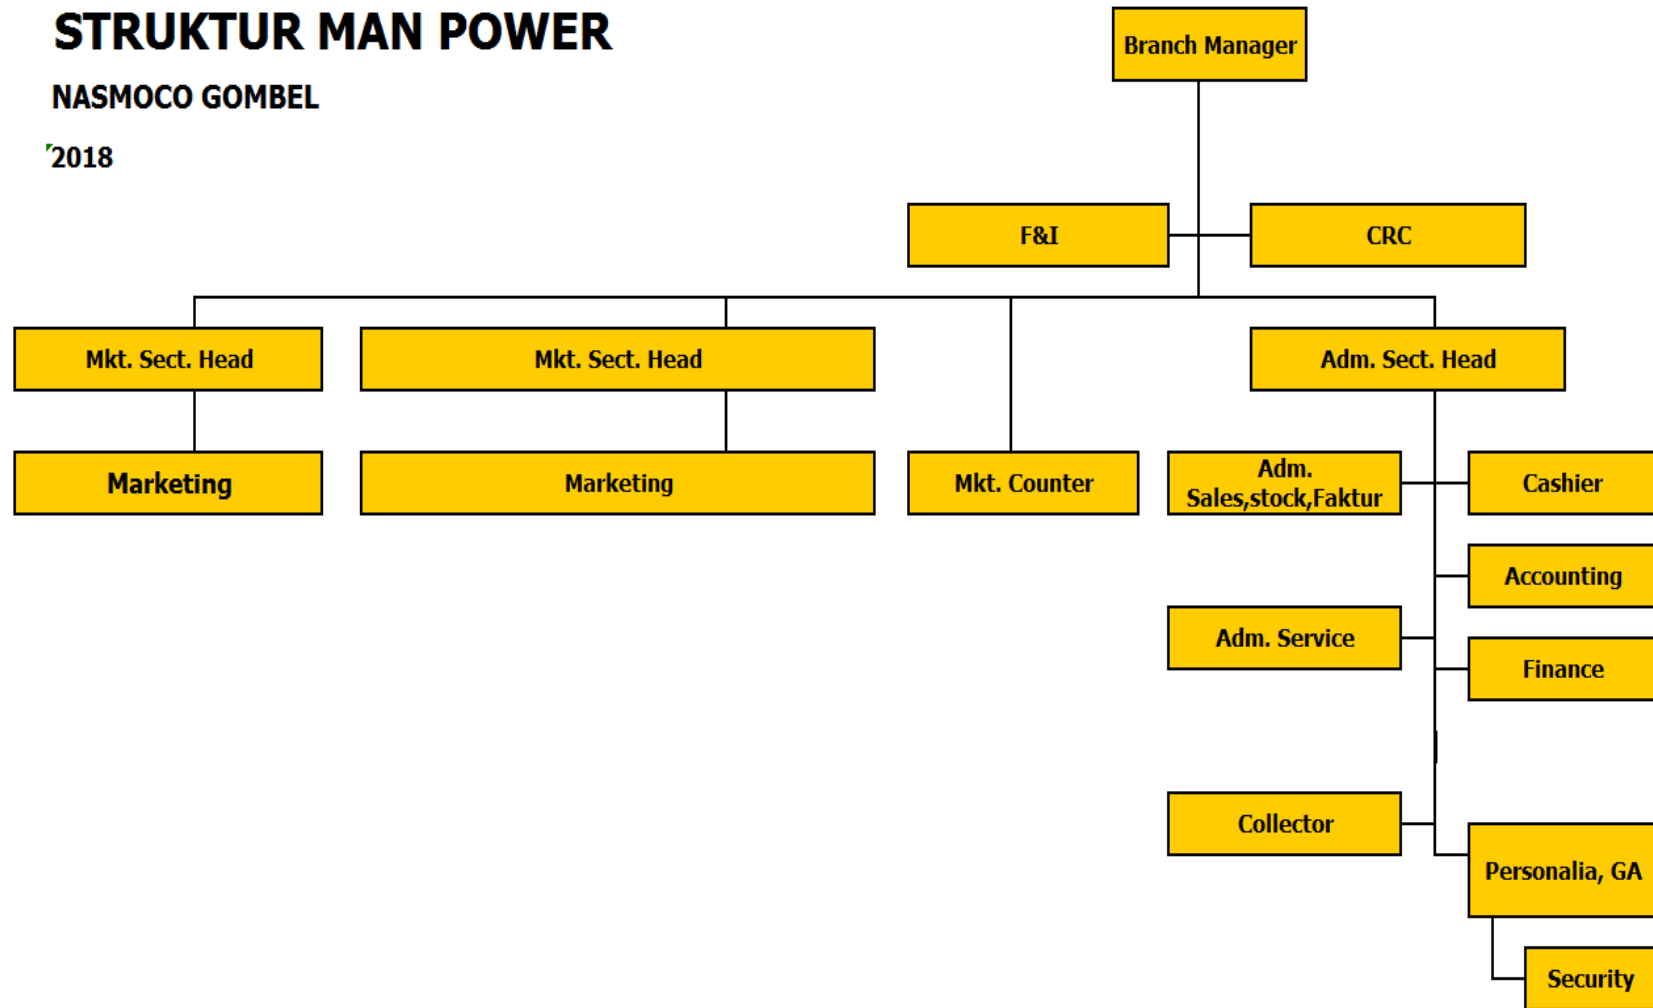 STRUKTUR MAN POWER
NASMOCO GOMBEL
2018
Branch Manager
F&I
CRC
Mkt. Sect. Head
Mkt. Sect. Head
Adm. Sect. Head
Marketing
Marketing
Mkt. Counter
Adm.
Sales,stock,Faktur
Cashier
Accounting
Adm. Service
Finance
Collector
Personalia, GA
Security